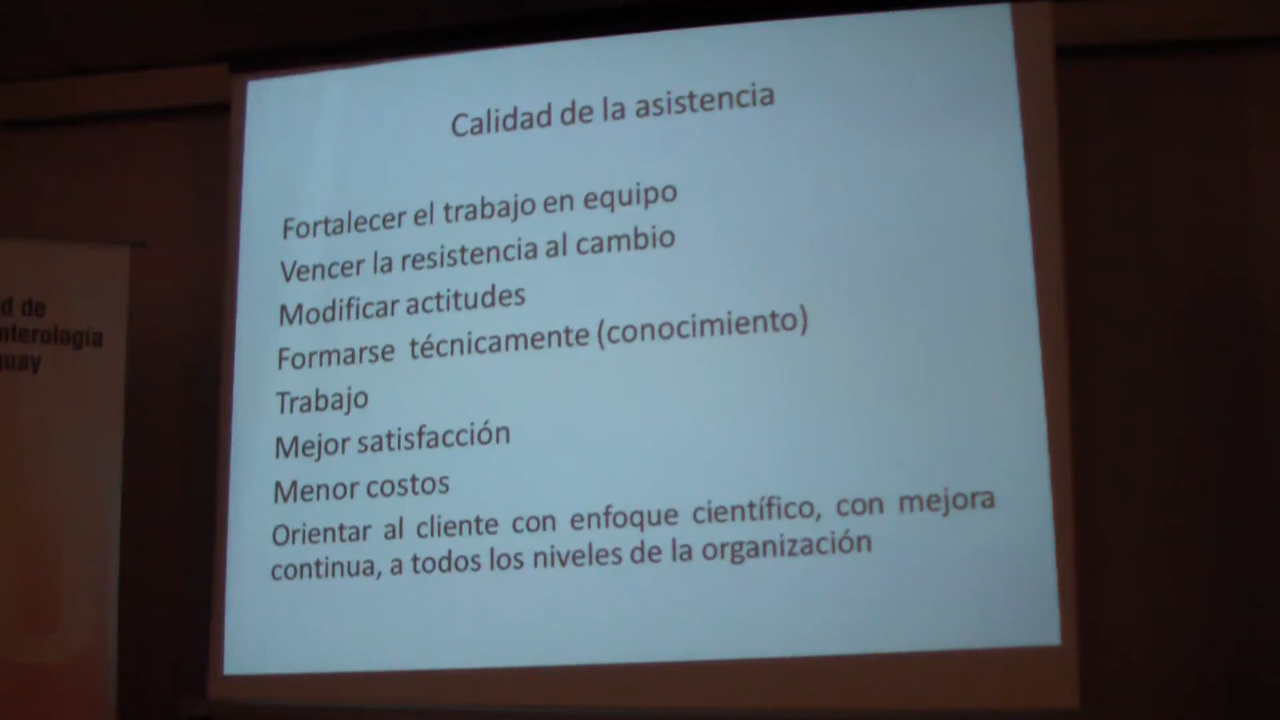 Calidad de la asistencia
Fortalecer el trabajo en equipo
Vencer la resistencia al cambio
Modificar actitudes
Formarse técnicamente (conocimiento)
Trabajo
Mejor satisfacción
Menor costos
Orientar al cliente con enfoque científico, con mejora
continua, a todos los niveles de la organización
d de
nterología
guay